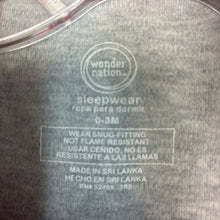 wonder
nation
sleepwear
ropa para dormir
0-3M
WEAR SNUG-FITTING
NOT FLAME RESISTANT
USAR CEÑIDO, NO ES
RESISTENTE A LAS LLAMAS
MADE IN SRI LANKA
HECHO EN SRI LANKA
RN#